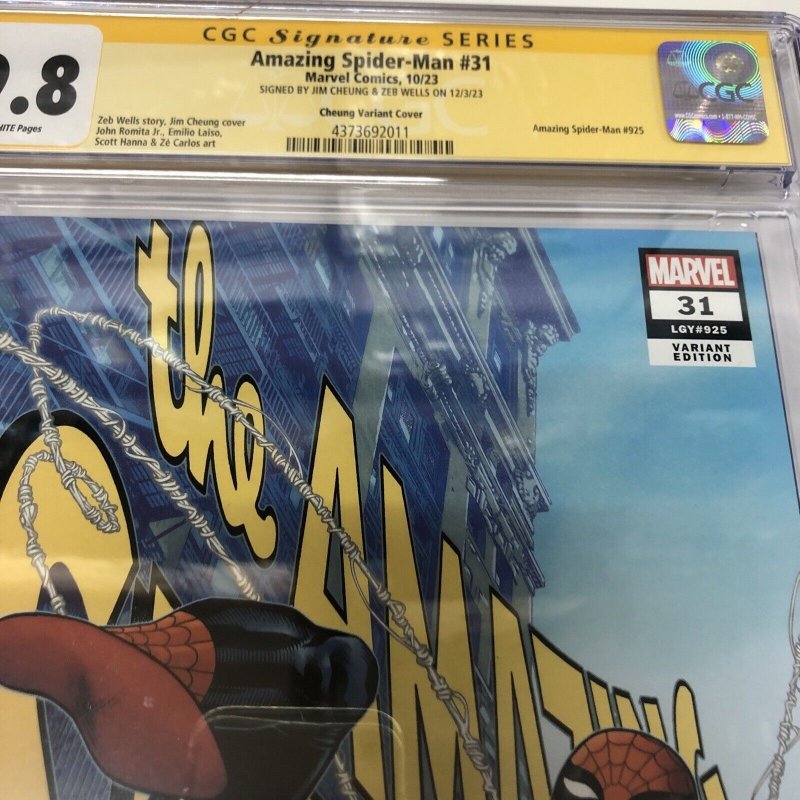 CGC Signature SERIES
9.8
WHITE Pages
Amazing Spider-Man #31
Marvel Comics, 10/23
SIGNED BY JIM CHEUNG & ZEB WELLS ON 12/3/23
Cheung Variant Cover
4373692011
Zeb Wells story, Jim Cheung cover
John Romita Jr., Emilio Laiso,
Scott Hanna & Zé Carlos art
Amazing Spider-Man #925
CGC
MARVEL
31
LGY#925
VARIANT
EDITION
the
AMAZING